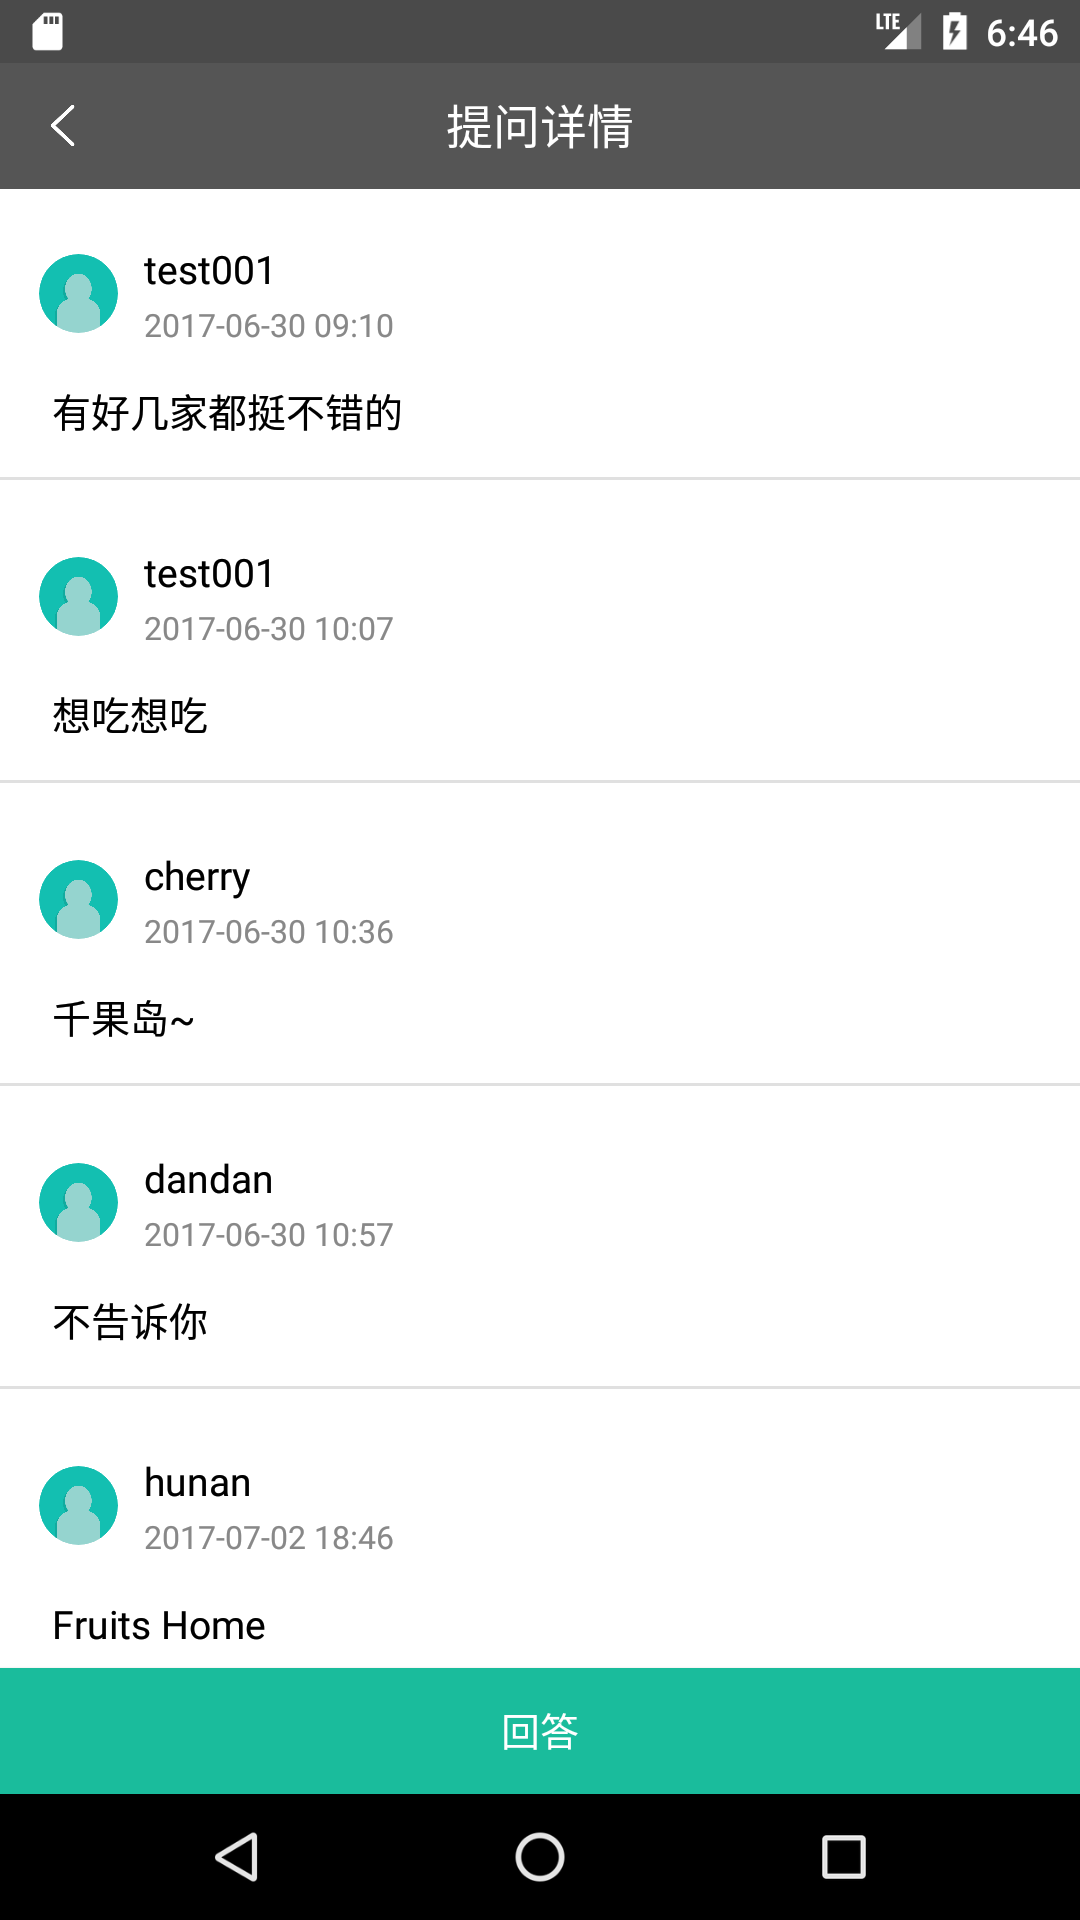 LTE 6:46
提问详情
test001
2017-06-30 09:10
有好几家都挺不错的
test001
2017-06-30 10:07
想吃想吃
cherry
2017-06-30 10:36
千果岛~
dandan
2017-06-30 10:57
不告诉你
hunan
2017-07-02 18:46
Fruits Home
回答